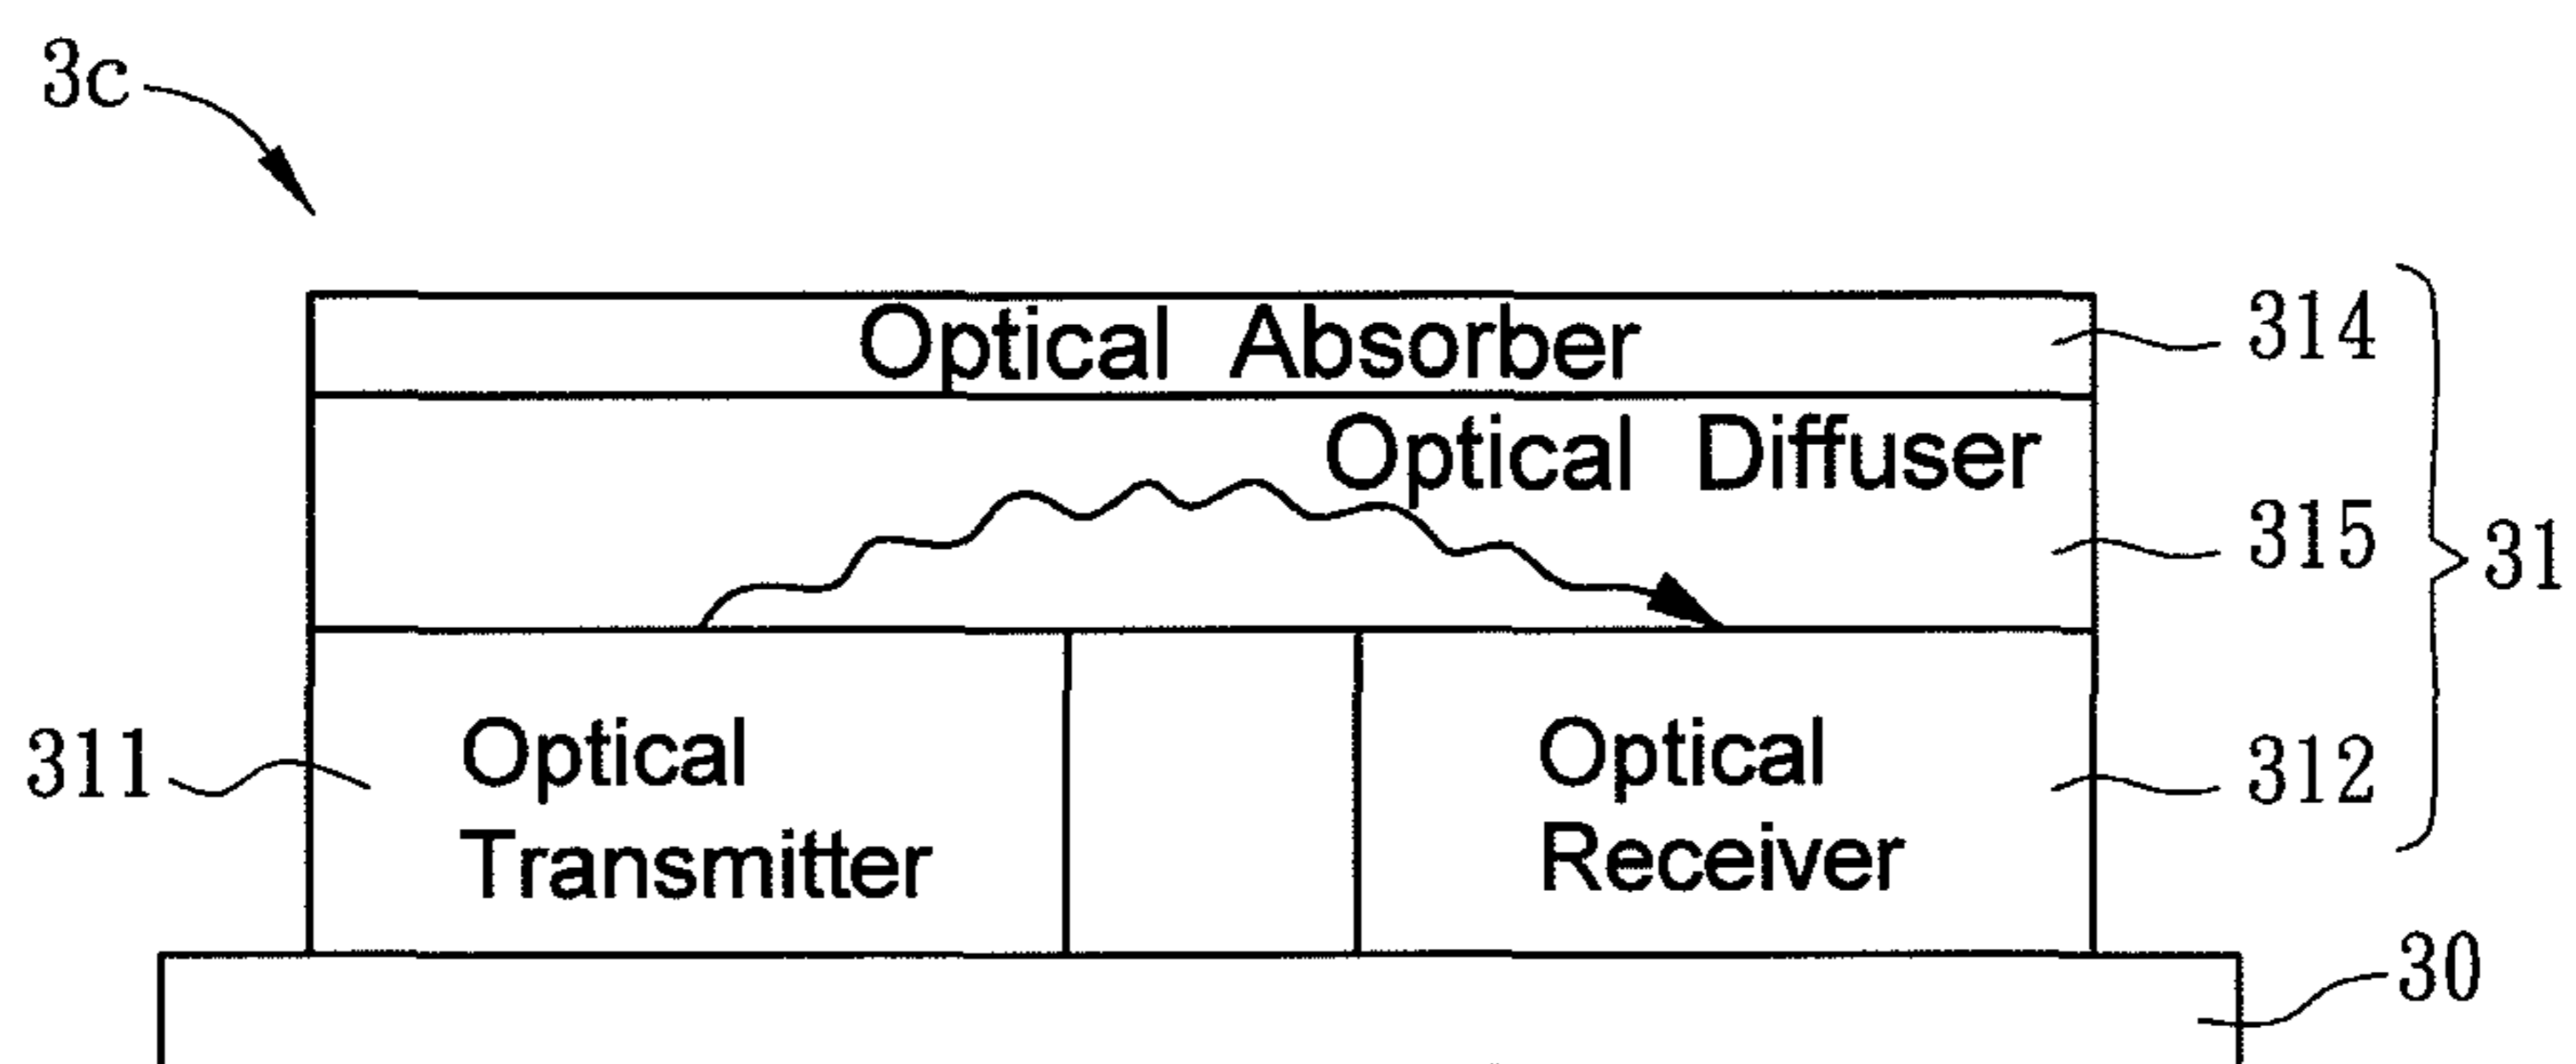 3c
Optical Absorber
314
Optical Diffuser
315
31
311
Optical
Transmitter
Optical
Receiver
312
30